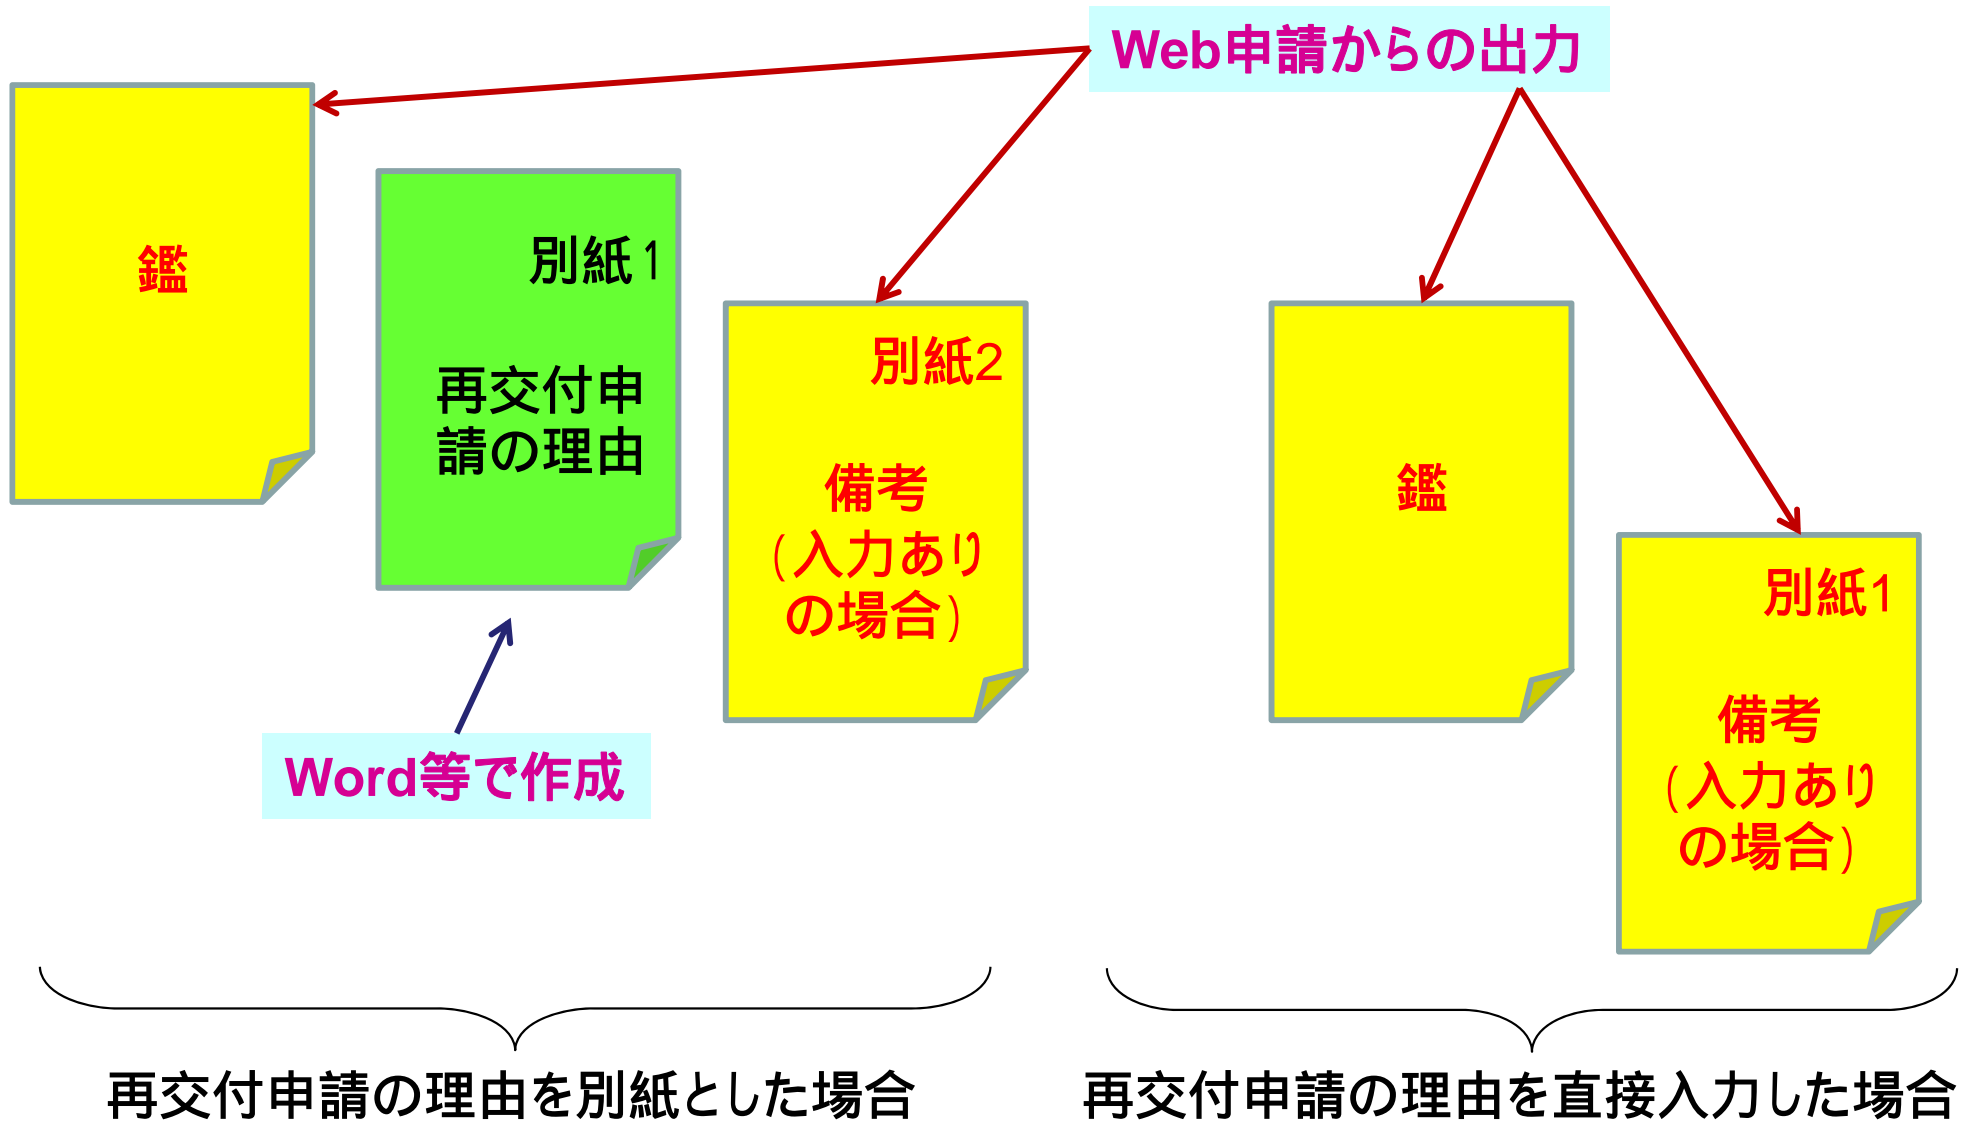 Web申請からの出力
鑑
別紙1
再交付申
請の理由
別紙2
備考
(入力あり
の場合)
Word等で作成
鑑
別紙1
備考
(入力あり
の場合)
再交付申請の理由を別紙とした場合
再交付申請の理由を直接入力した場合